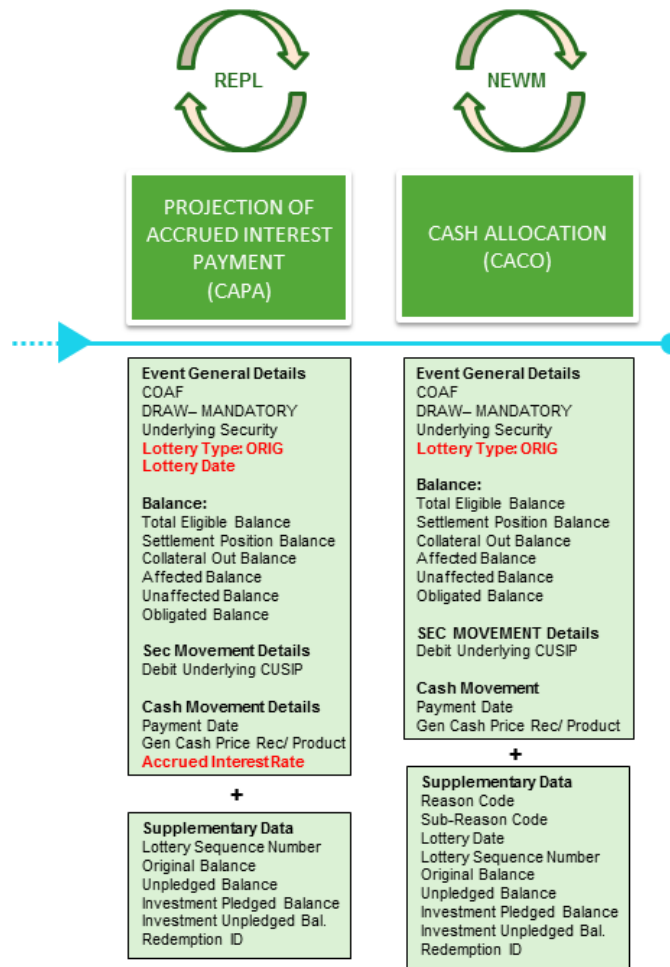 REPL
PROJECTION OF
ACCRUED INTEREST
PAYMENT
(CAPA)
Event General Details
COAF
DRAW– MANDATORY
Underlying Security
Lottery Type: ORIG
Lottery Date
Balance:
Total Eligible Balance
Settlement Position Balance
Collateral Out Balance
Affected Balance
Unaffected Balance
Obligated Balance
Sec Movement Details
Debit Underlying CUSIP
Cash Movement Details
Payment Date
Gen Cash Price Rec/ Product
Accrued Interest Rate
+
Supplementary Data
Lottery Sequence Number
Original Balance
Unpledged Balance
Investment Pledged Balance
Investment Unpledged Bal.
Redemption ID
NEWM
CASH ALLOCATION
(CACO)
Event General Details
COAF
DRAW– MANDATORY
Underlying Security
Lottery Type: ORIG
Balance:
Total Eligible Balance
Settlement Position Balance
Collateral Out Balance
Affected Balance
Unaffected Balance
Obligated Balance
SEC MOVEMENT Details
Debit Underlying CUSIP
Cash Movement
Payment Date
Gen Cash Price Rec/ Product
+
Supplementary Data
Reason Code
Sub-Reason Code
Lottery Date
Lottery Sequence Number
Original Balance
Unpledged Balance
Investment Pledged Balance
Investment Unpledged Bal.
Redemption ID